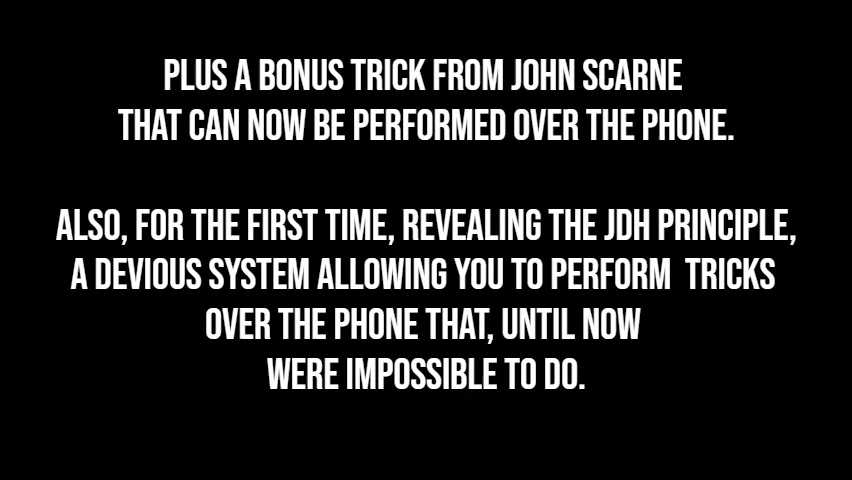 PLUS A BONUS TRICK FROM JOHN SCARNE
THAT CAN NOW BE PERFORMED OVER THE PHONE.
ALSO, FOR THE FIRST TIME, REVEALING THE JDH PRINCIPLE,
A DEVIOUS SYSTEM ALLOWING YOU TO PERFORM TRICKS
OVER THE PHONE THAT, UNTIL NOW
WERE IMPOSSIBLE TO DO.